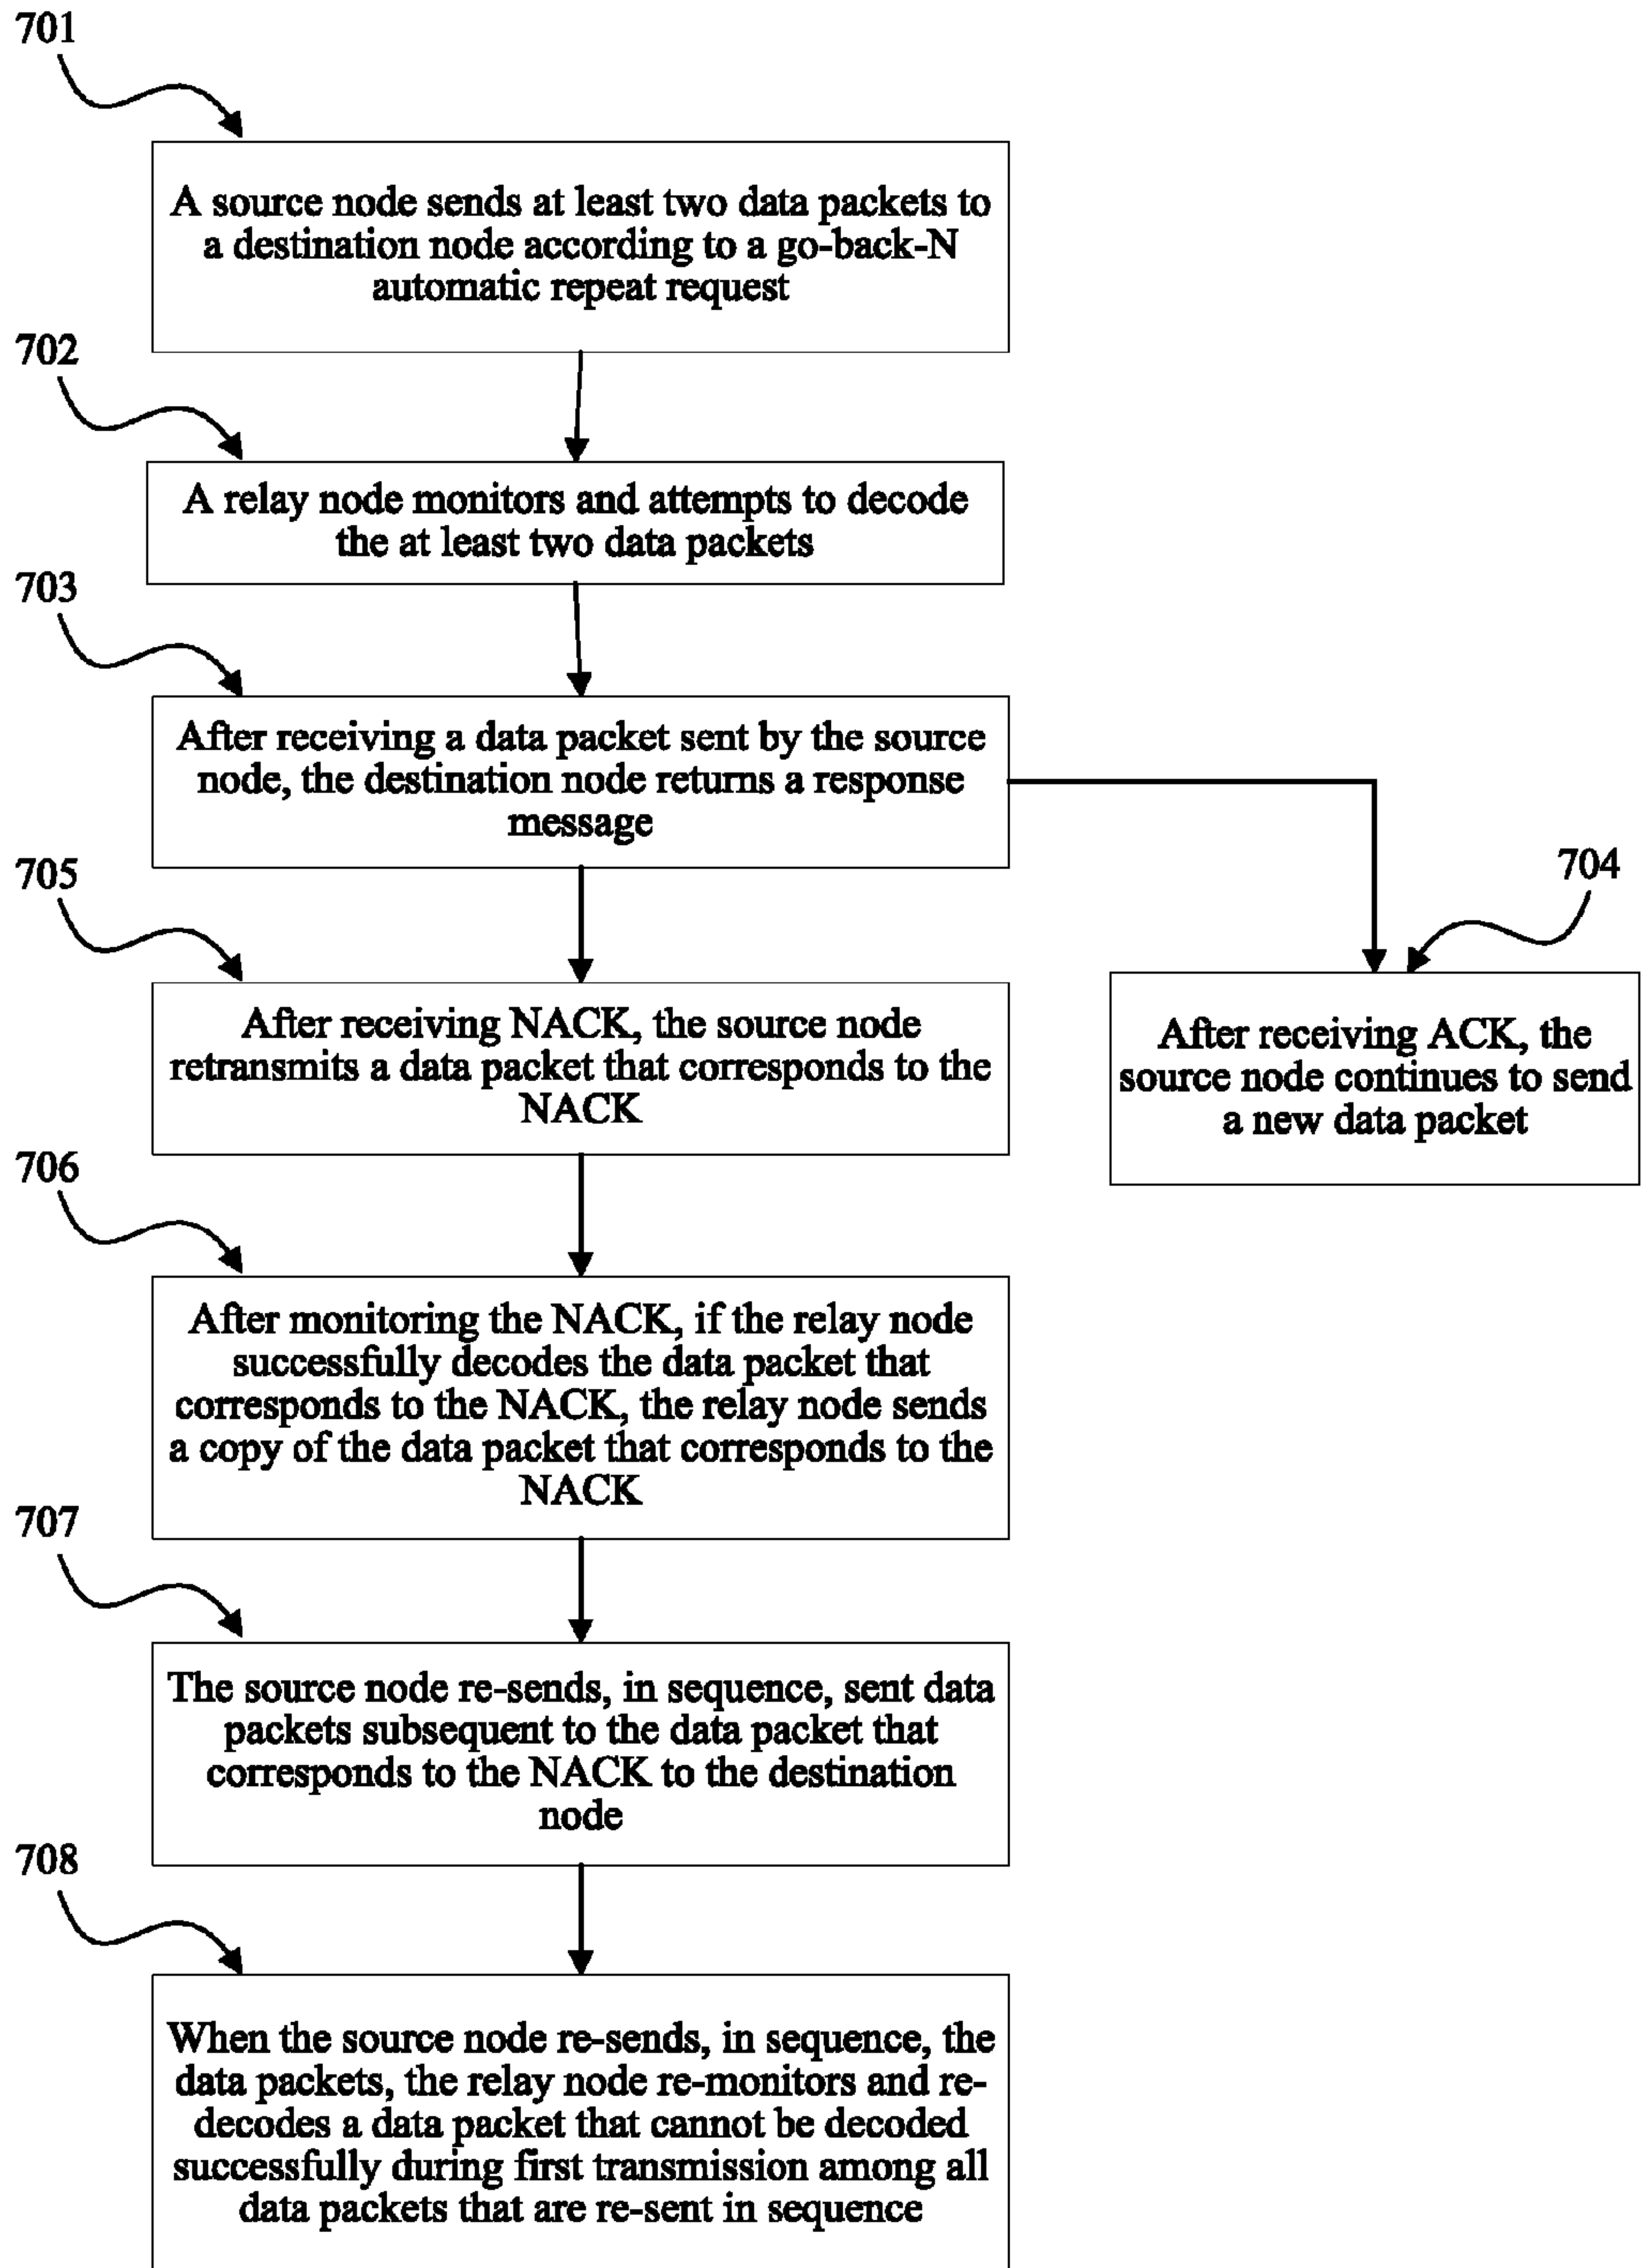 701
A source node sends at least two data packets to
a destination node according to a go-back-N
automatic repeat request
702
A relay node monitors and attempts to decode
the at least two data packets
703
After receiving a data packet sent by the source
node, the destination node returns a response
message
704
After receiving ACK, the
source node continues to send
a new data packet
705
After receiving NACK, the source node
retransmits a data packet that corresponds to the
NACK
706
After monitoring the NACK, if the relay node
successfully decodes the data packet that
corresponds to the NACK, the relay node sends
a copy of the data packet that corresponds to the
NACK
707
The source node re-sends, in sequence, sent data
packets subsequent to the data packet that
corresponds to the NACK to the destination
node
708
When the source node re-sends, in sequence, the
data packets, the relay node re-monitors and re-
decodes a data packet that cannot be decoded
successfully during first transmission among all
data packets that are re-sent in sequence